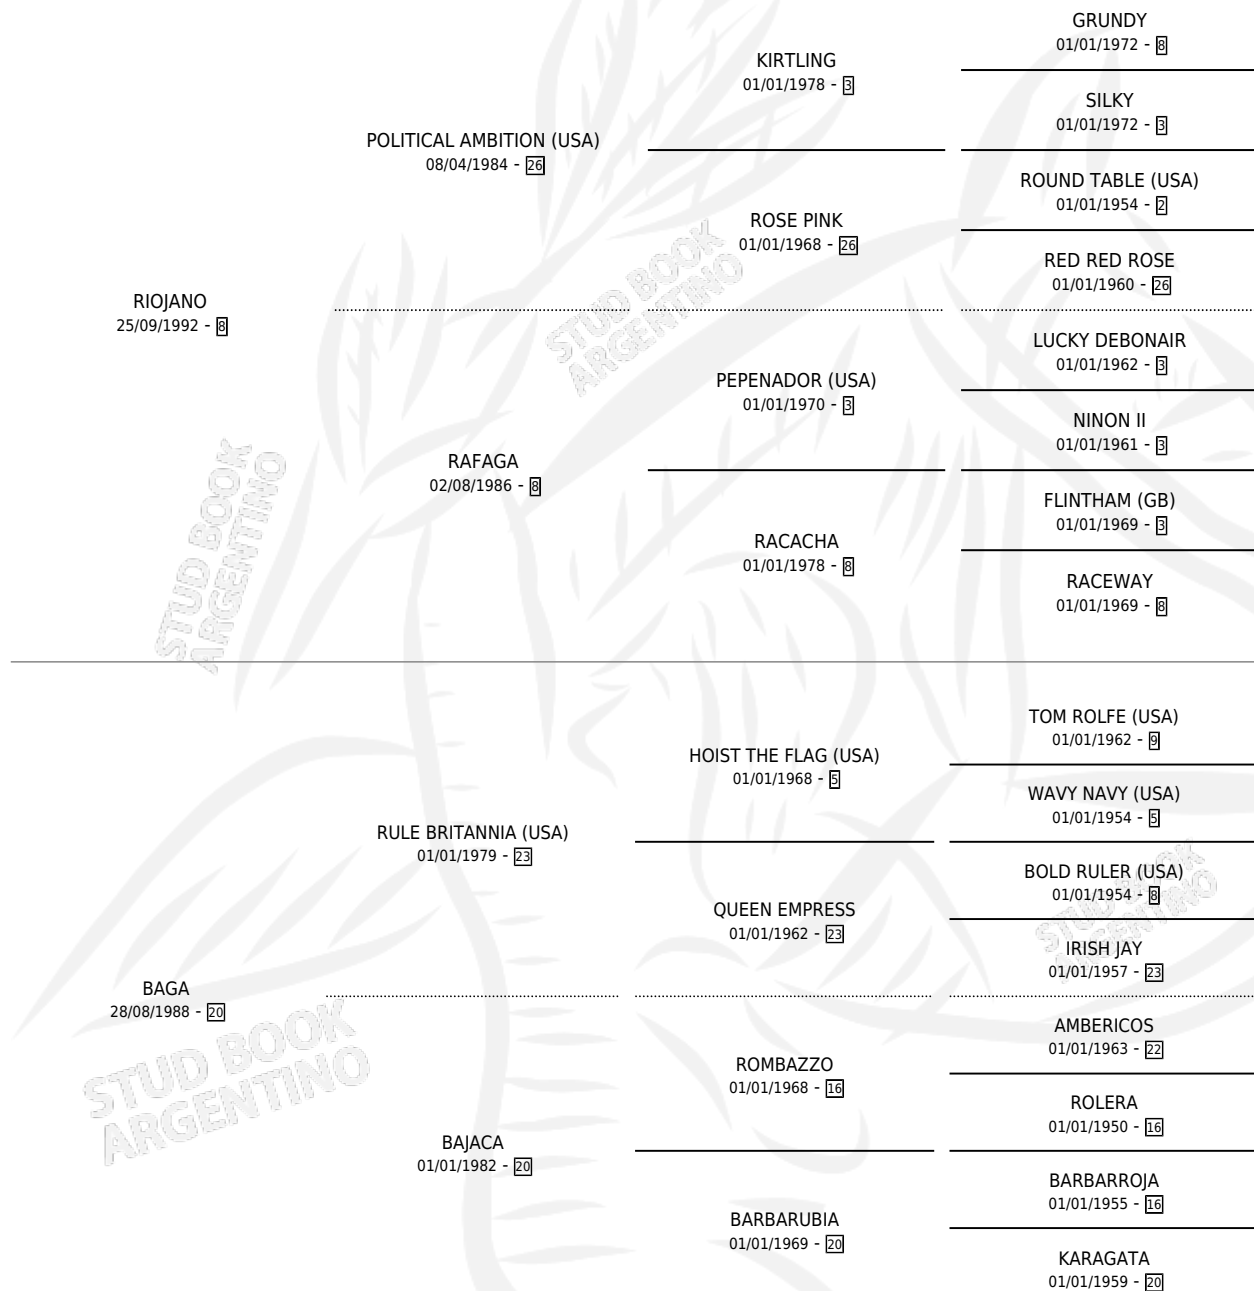 GRUNDY
01/01/1972 - 8
KIRTLING
01/01/1978 - 3
SILKY
01/01/1972 - 3
POLITICAL AMBITION (USA)
08/04/1984 - 26
ROUND TABLE (USA)
01/01/1954 - 2
ROSE PINK
01/01/1968 - 26
RED RED ROSE
01/01/1960 - 26
RIOJANO
25/09/1992 - 8
STUD BOOK
ARGENTINO
LUCKY DEBONAIR
01/01/1962 - 3
PEPENADOR (USA)
01/01/1970 - 3
NINON II
01/01/1961 - 3
RAFAGA
02/08/1986 - 8
FLINTHAM (GB)
01/01/1969 - 3
RACACHA
01/01/1978 - 8
RACEWAY
01/01/1969 - 8
STUD BOOK
ARGENTINO
TOM ROLFE (USA)
01/01/1962 - 9
HOIST THE FLAG (USA)
01/01/1968 - 5
WAVY NAVY (USA)
01/01/1954 - 5
RULE BRITANNIA (USA)
01/01/1979 - 23
BOLD RULER (USA)
01/01/1954 - 8
QUEEN EMPRESS
01/01/1962 - 23
STUD BOOK
ARGENTINO
IRISH JAY
01/01/1957 - 23
BAGA
28/08/1988 - 20
STUD BOOK
ARGENTINO
AMBERICOS
01/01/1963 - 22
ROMBAZZO
01/01/1968 - 16
ROLERA
01/01/1950 - 16
BAJACA
01/01/1982 - 20
BARBARROJA
01/01/1955 - 16
BARBARUBIA
01/01/1969 - 20
KARAGATA
01/01/1959 - 20